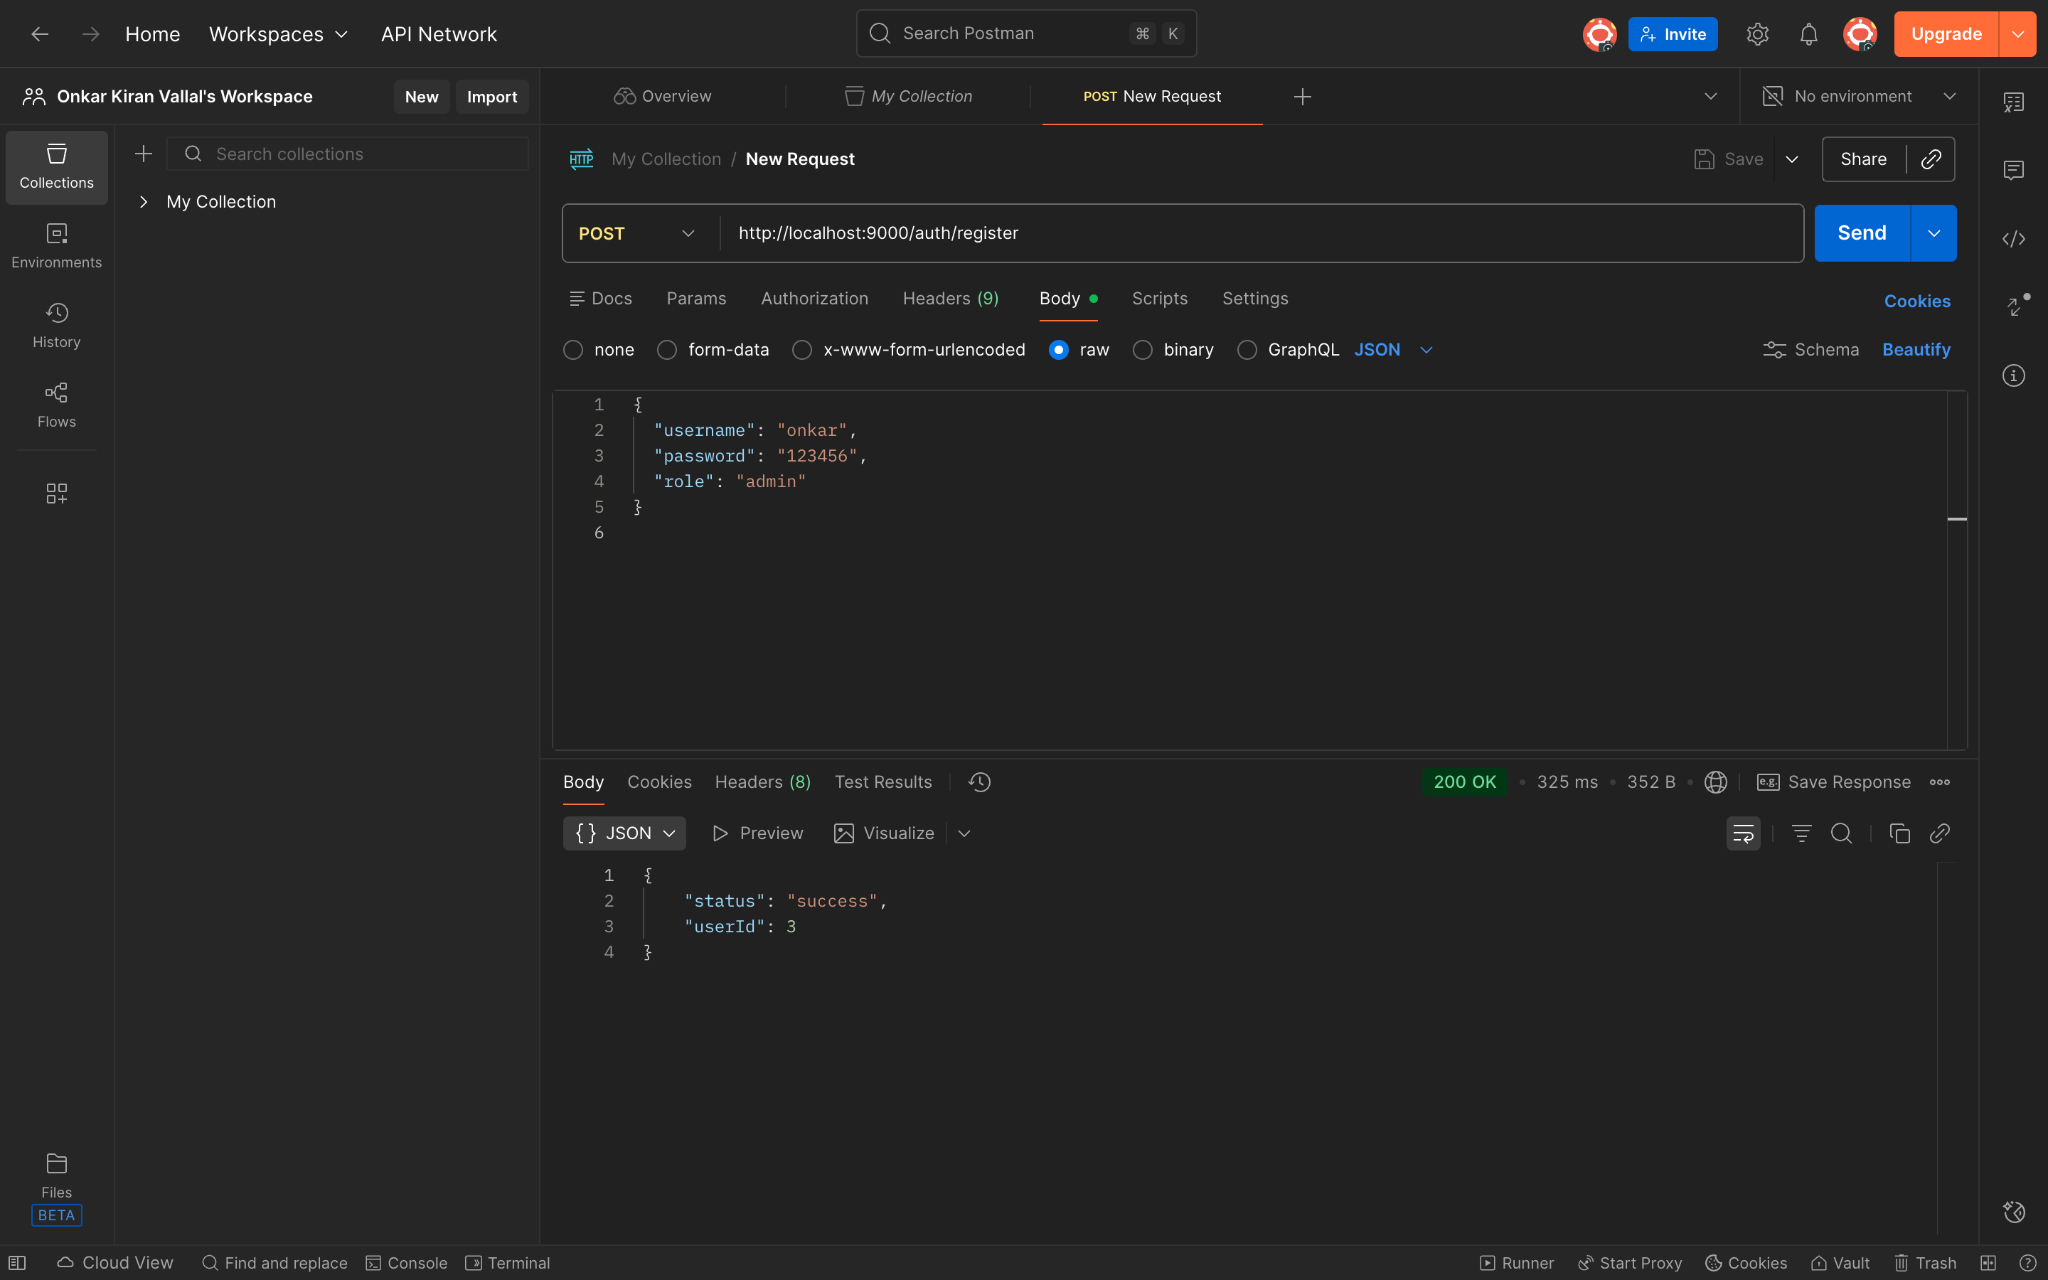 Home Workspaces API Network Search Postman ⌘ K Invite Upgrade
Onkar Kiran Vallal's Workspace New Import Overview My Collection POST New Request No environment
Collections
Environments
History
Flows
Files
BETA
Search collections
My Collection
HTTP My Collection / New Request Save Share
POST http://localhost:9000/auth/register Send
Docs Params Authorization Headers (9) Body Scripts Settings Cookies
none form-data x-www-form-urlencoded raw binary GraphQL JSON Schema Beautify
1 {
2 "username": "onkar",
3 "password": "123456",
4 "role": "admin"
5 }
6
Body Cookies Headers (8) Test Results 200 OK • 325 ms • 352 B • e.g. Save Response
{} JSON Preview Visualize
1 {
2 "status": "success",
3 "userId": 3
4 }
Cloud View Find and replace Console Terminal Runner Start Proxy Cookies Vault Trash